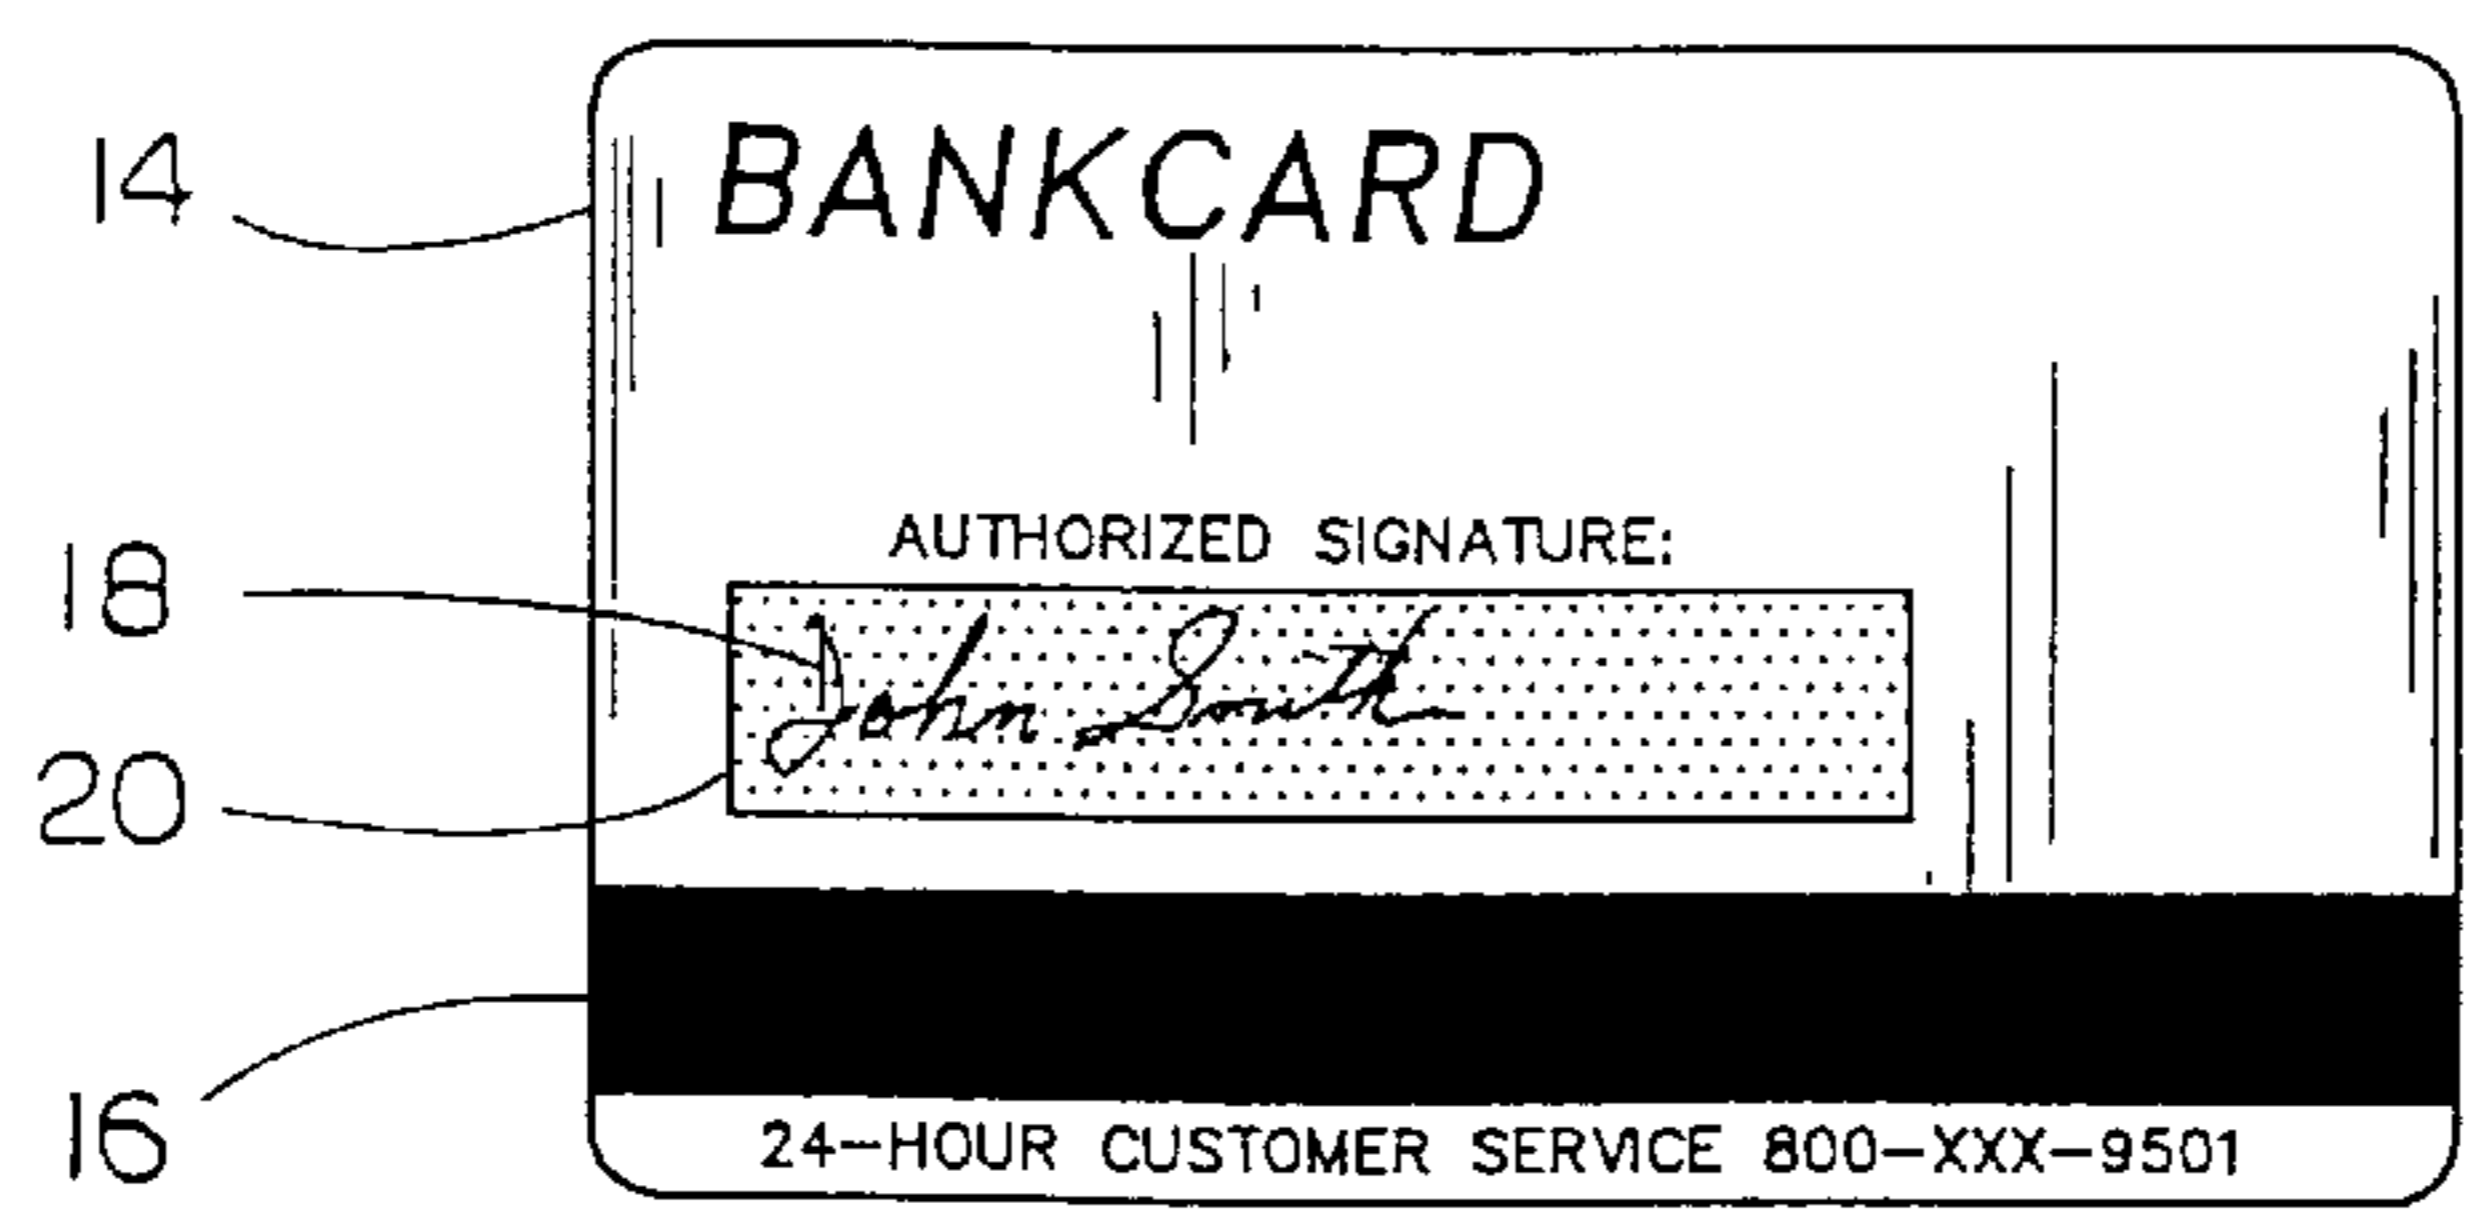 14
BANKCARD
18
AUTHORIZED SIGNATURE:
John Smith
20
16
24-HOUR CUSTOMER SERVICE 800-XXX-9501